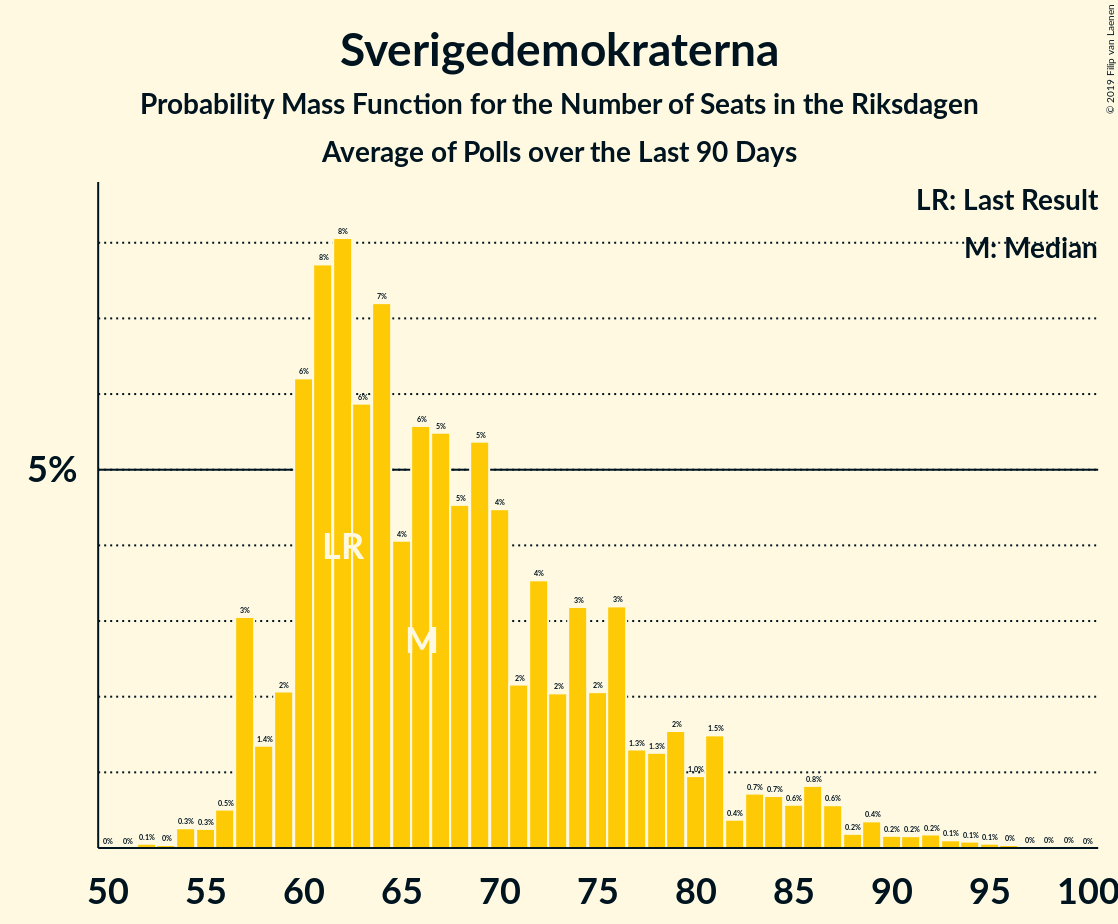 Sverigedemokraterna
Probability Mass Function for the Number of Seats in the Riksdagen
Average of Polls over the Last 90 Days
© 2019 Filip van Laenen
LR: Last Result
M: Median
5%
0% 0% 0.1% 0% 0.3% 0.3% 0.5% 3% 1.4% 2% 6% 8% 8% 6% 7% 4% 6% 5% 5% 5% 4% 2% 4% 2% 3% 2% 3% 1.3% 1.3% 2% 1.0% 1.5% 0.4% 0.7% 0.7% 0.6% 0.8% 0.6% 0.2% 0.4% 0.2% 0.2% 0.2% 0.1% 0.1% 0.1% 0% 0% 0% 0% 0%
LR
M
50 55 60 65 70 75 80 85 90 95 100